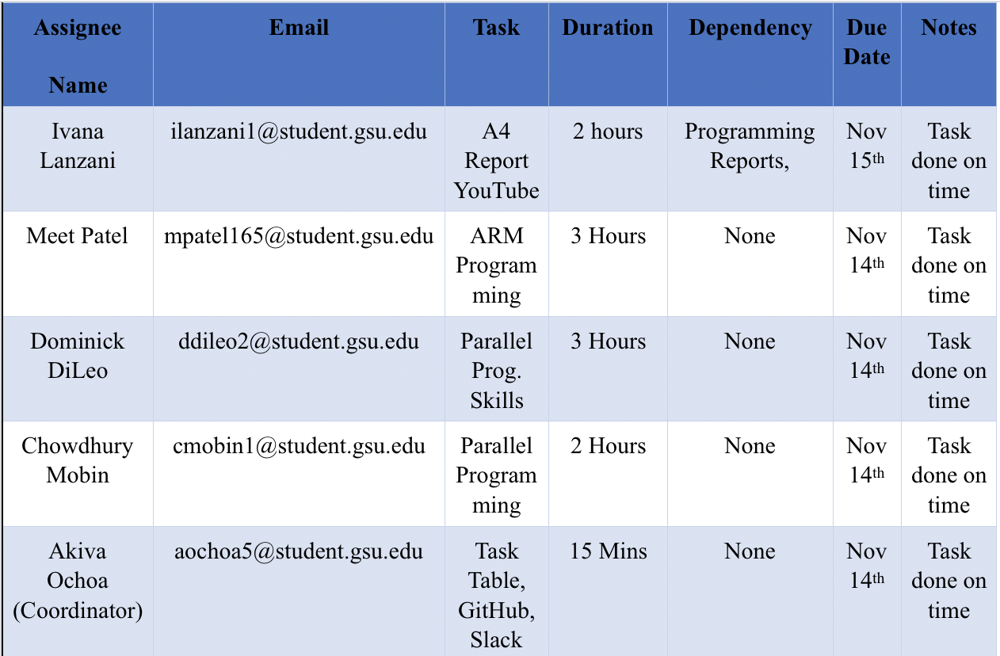 Assignee Name Email Task Duration Dependency Due Date Notes
Ivana Lanzani ilanzani1@student.gsu.edu A4 Report YouTube 2 hours Programming Reports, Nov 15th Task done on time
Meet Patel mpatel165@student.gsu.edu ARM Programming 3 Hours None Nov 14th Task done on time
Dominick DiLeo ddileo2@student.gsu.edu Parallel Prog. Skills 3 Hours None Nov 14th Task done on time
Chowdhury Mobin cmobin1@student.gsu.edu Parallel Programming 2 Hours None Nov 14th Task done on time
Akiva Ochoa (Coordinator) aochoa5@student.gsu.edu Task Table, GitHub, Slack 15 Mins None Nov 14th Task done on time